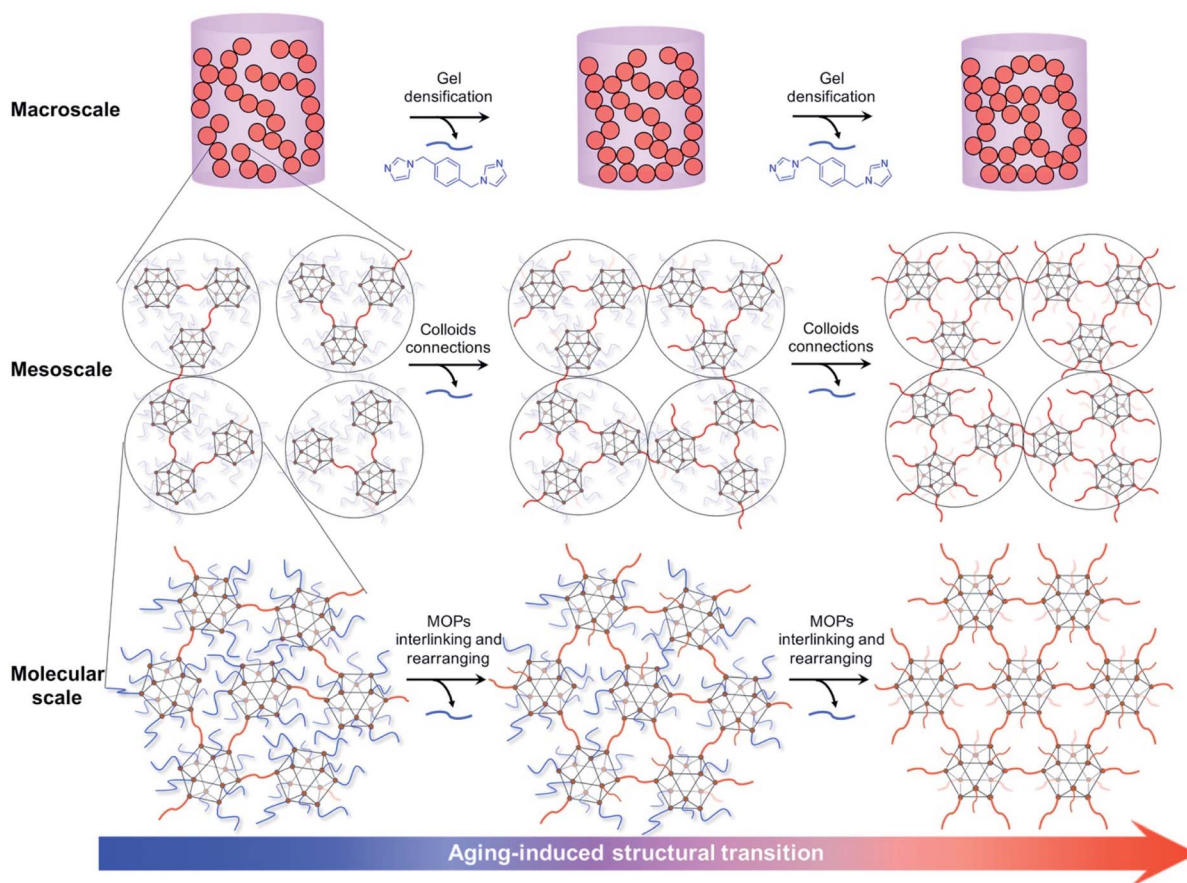 Macroscale
Gel
densification
N
N
N
N
Gel
densification
N
N
N
N
Mesoscale
Colloids
connections
Colloids
connections
Molecular
scale
MOPs
interlinking and
rearranging
MOPs
interlinking and
rearranging
Aging-induced structural transition